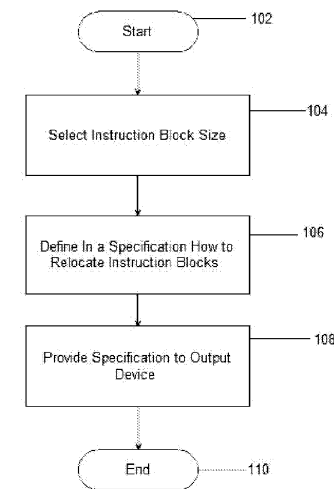 Start
102
Select Instruction Block Size
104
Define In a Specification How to
Relocate Instruction Blocks
106
Provide Specification to Output
Device
108
End
110